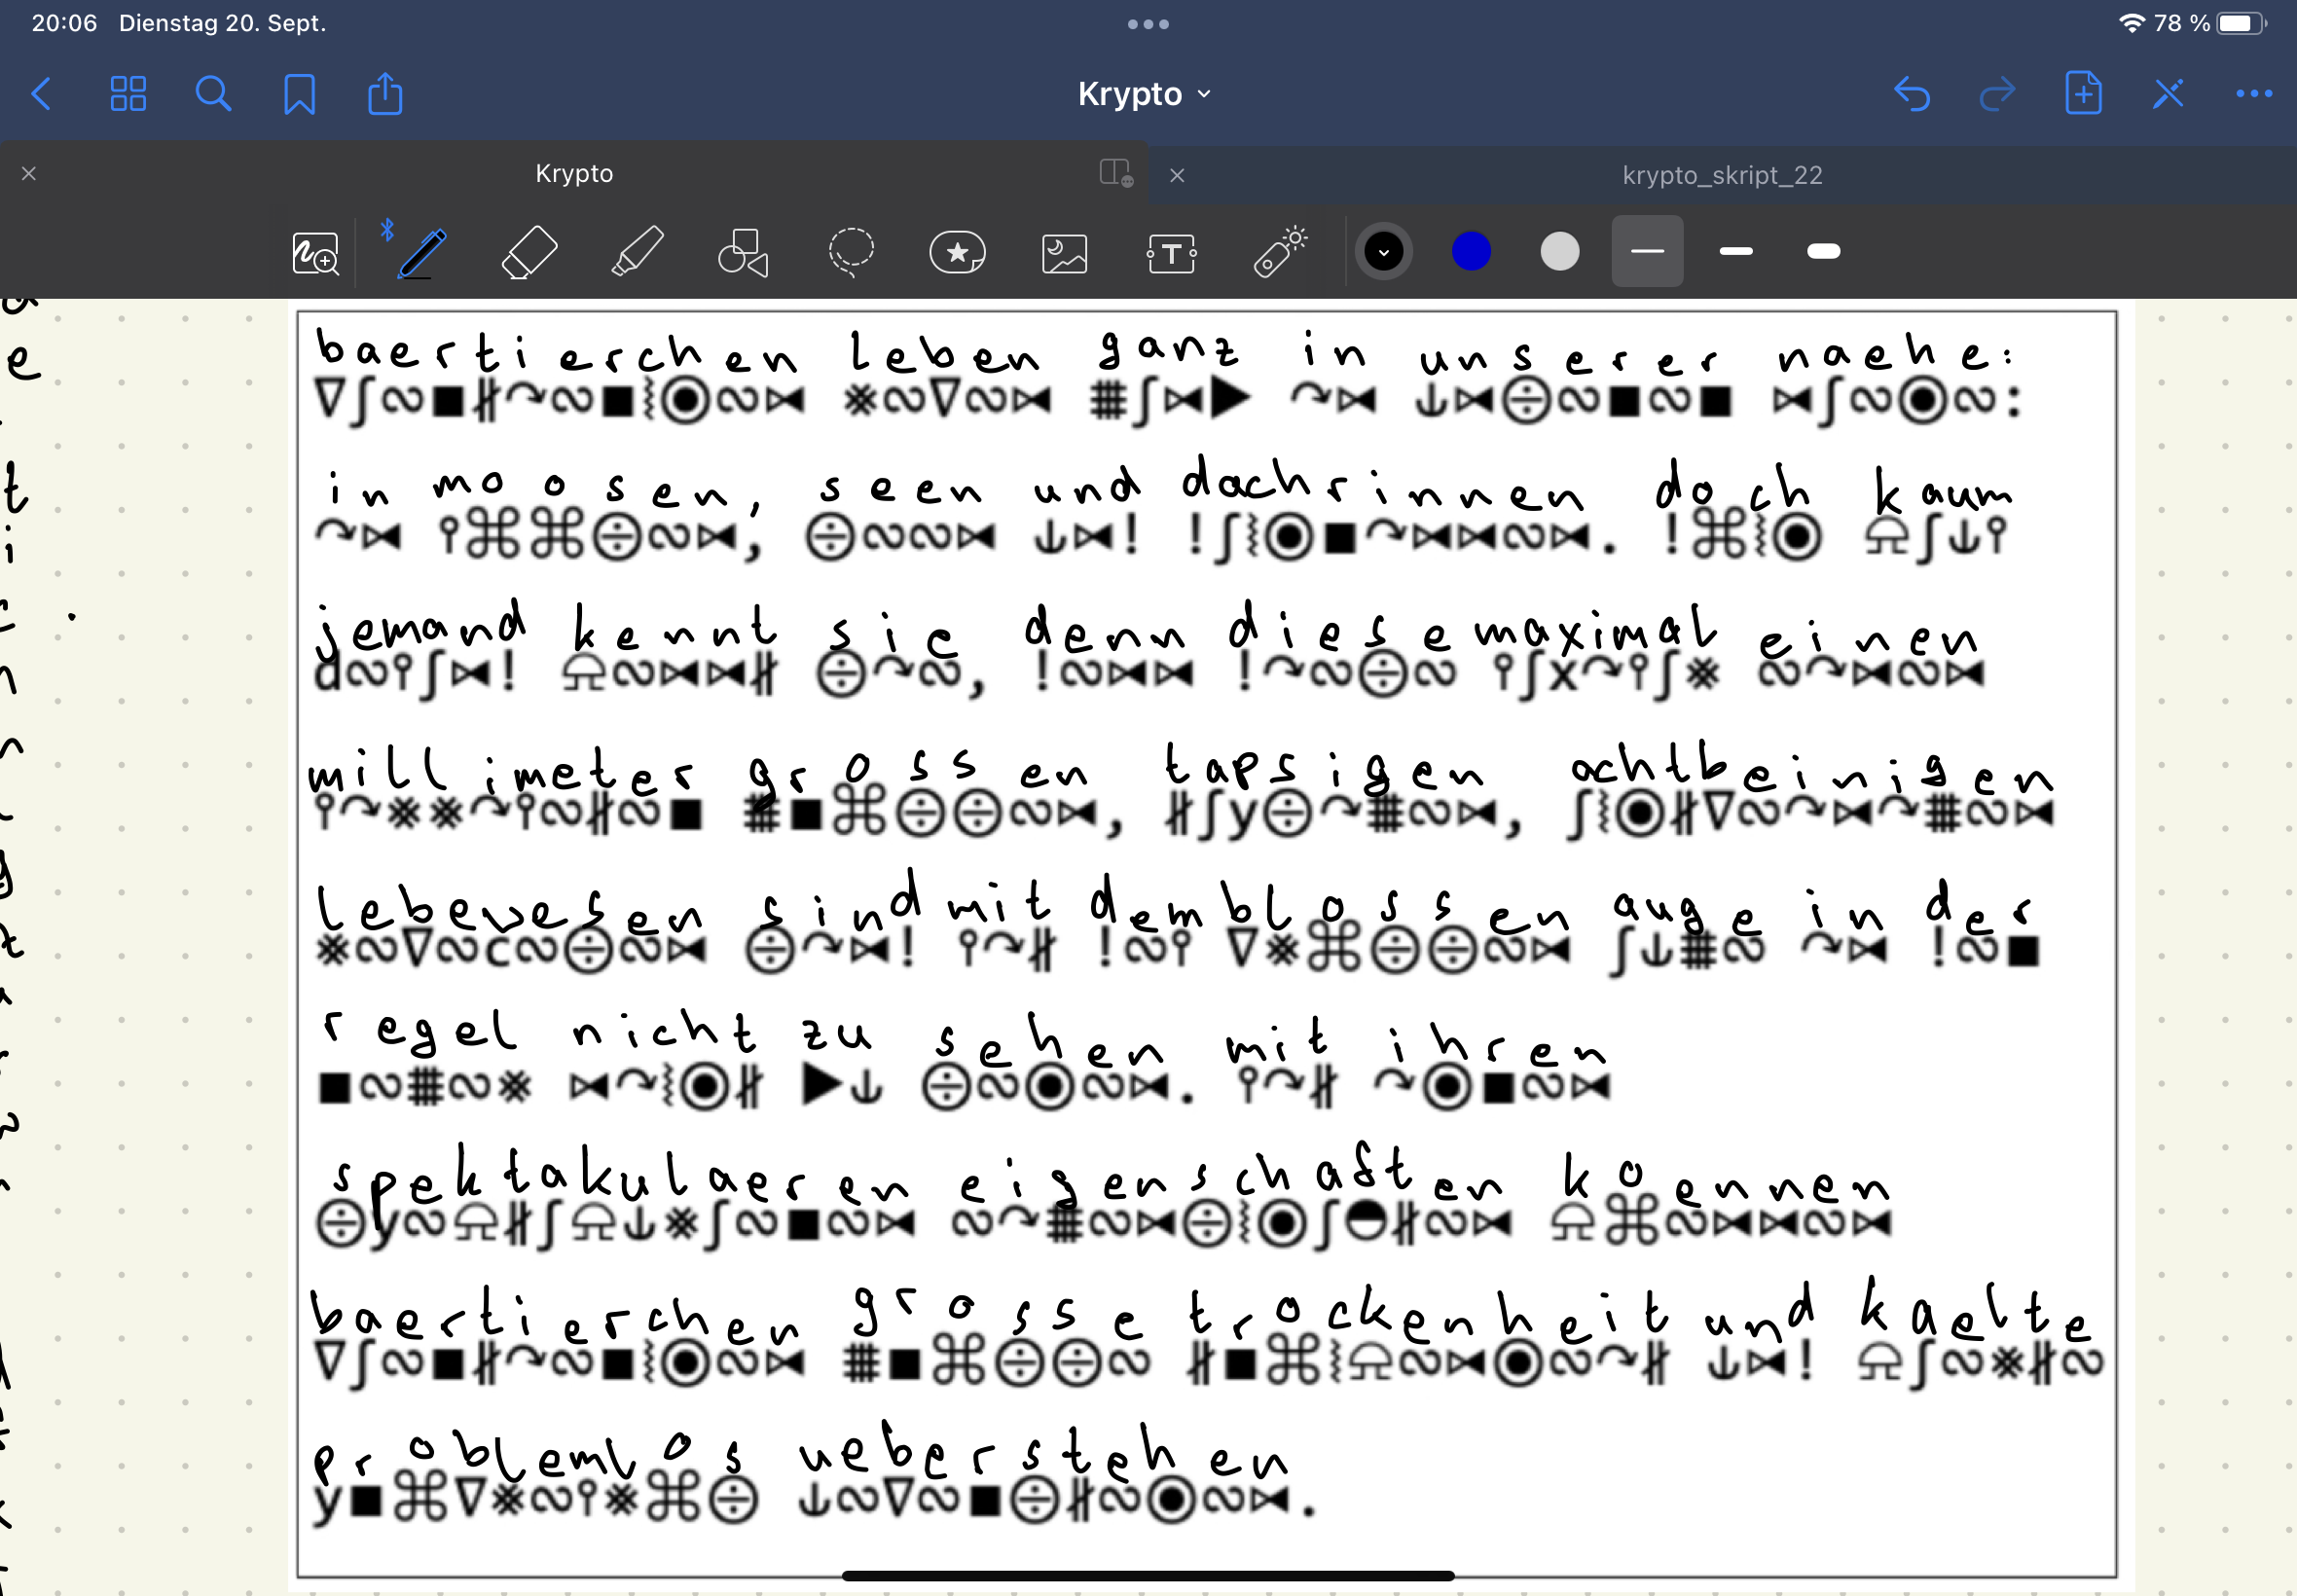 20:06 Dienstag 20. Sept.
78 %
Krypto
Krypto
krypto_skript_22
baertierchen leben ganz in unserer naehe:
∇∫∽■∦↷∽■⦚◉∽⋈ ※∽∇∽⋈ ⋕∫⋈▶ ↷⋈ ⚓⋈⨸∽■∽■ ⋈∫∽◉∽:
in moosen, seen und dachrinnen doch kaum
↷⋈ ⫯⌘⌘⨸∽⋈, ⨸∽∽⋈ ⚓⋈! !∫⦚◉■↷⋈⋈∽⋈. !⌘⦚◉ ⌓∫⚓⫯
jemand kennt sie denn diese maximal einen
d∽⫯∫⋈! ⌓∽⋈⋈∦ ⨸↷∽, !∽⋈⋈ !↷∽⨸∽ ⫯∫x↷⫯∫※ ∽↷⋈∽⋈
millimeter grossen tapsigen achtbeinigen
⫯↷※※↷⫯∽∦∽■ ⋕■⌘⨸⨸∽⋈, ∦∫y⨸↷⋕∽⋈, ∫⦚◉∦∇∽↷⋈↷⋕∽⋈
lebevesen sind mit dem blossen auge in der
※∽∇∽c∽⨸∽⋈ ⨸↷⋈! ⫯↷∦ !∽⫯ ∇※⌘⨸⨸∽⋈ ∫⚓⋕∽ ↷⋈ !∽■
regel nicht zu sehen. mit ihren
■∽⋕∽※ ⋈↷⦚◉∦ ▶⚓ ⨸∽◉∽⋈. ⫯↷∦ ↷◉■∽⋈
spektakulaeren eigenschaften koennen
⨸y∽⌓∦∫⌓⚓※∫∽■∽⋈ ∽↷⋕∽⋈⨸⦚◉∫◓∦∽⋈ ⌓⌘∽⋈⋈∽⋈
baertierchen grosse trockenheit und kaelte
∇∫∽■∦↷∽■⦚◉∽⋈ ⋕■⌘⨸⨸∽ ∦■⌘⦚⌓∽⋈◉∽↷∦ ⚓⋈! ⌓∫∽※∦∽
problemlos ueberstehen
y■⌘∇※∽⫯※⌘⨸ ⚓∽∇∽■⨸∦∽◉∽⋈.